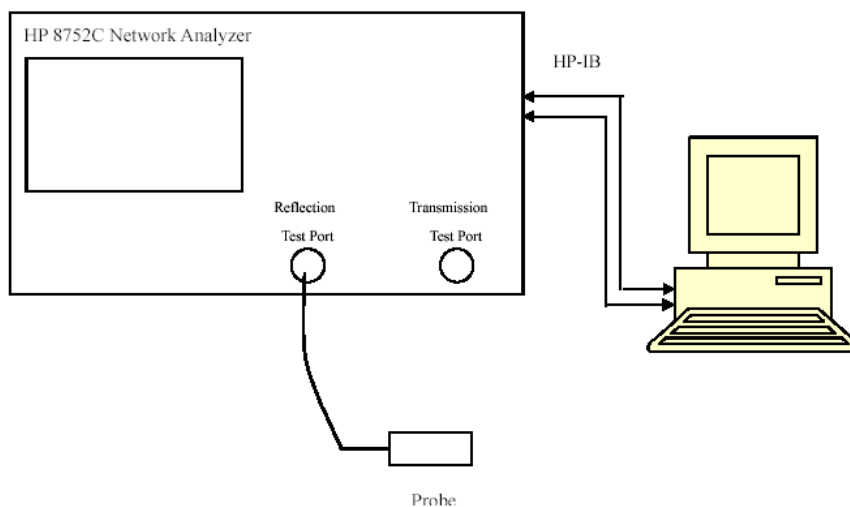 HP 8752C Network Analyzer
HP-IB
Reflection
Test Port
Transmission
Test Port
Probe